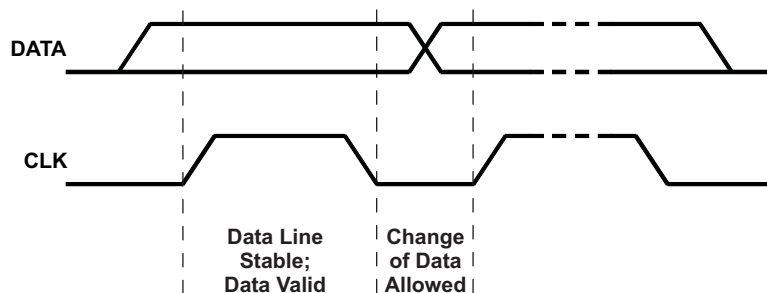 DATA
CLK
Data Line
Stable;
Data Valid
Change
of Data
Allowed